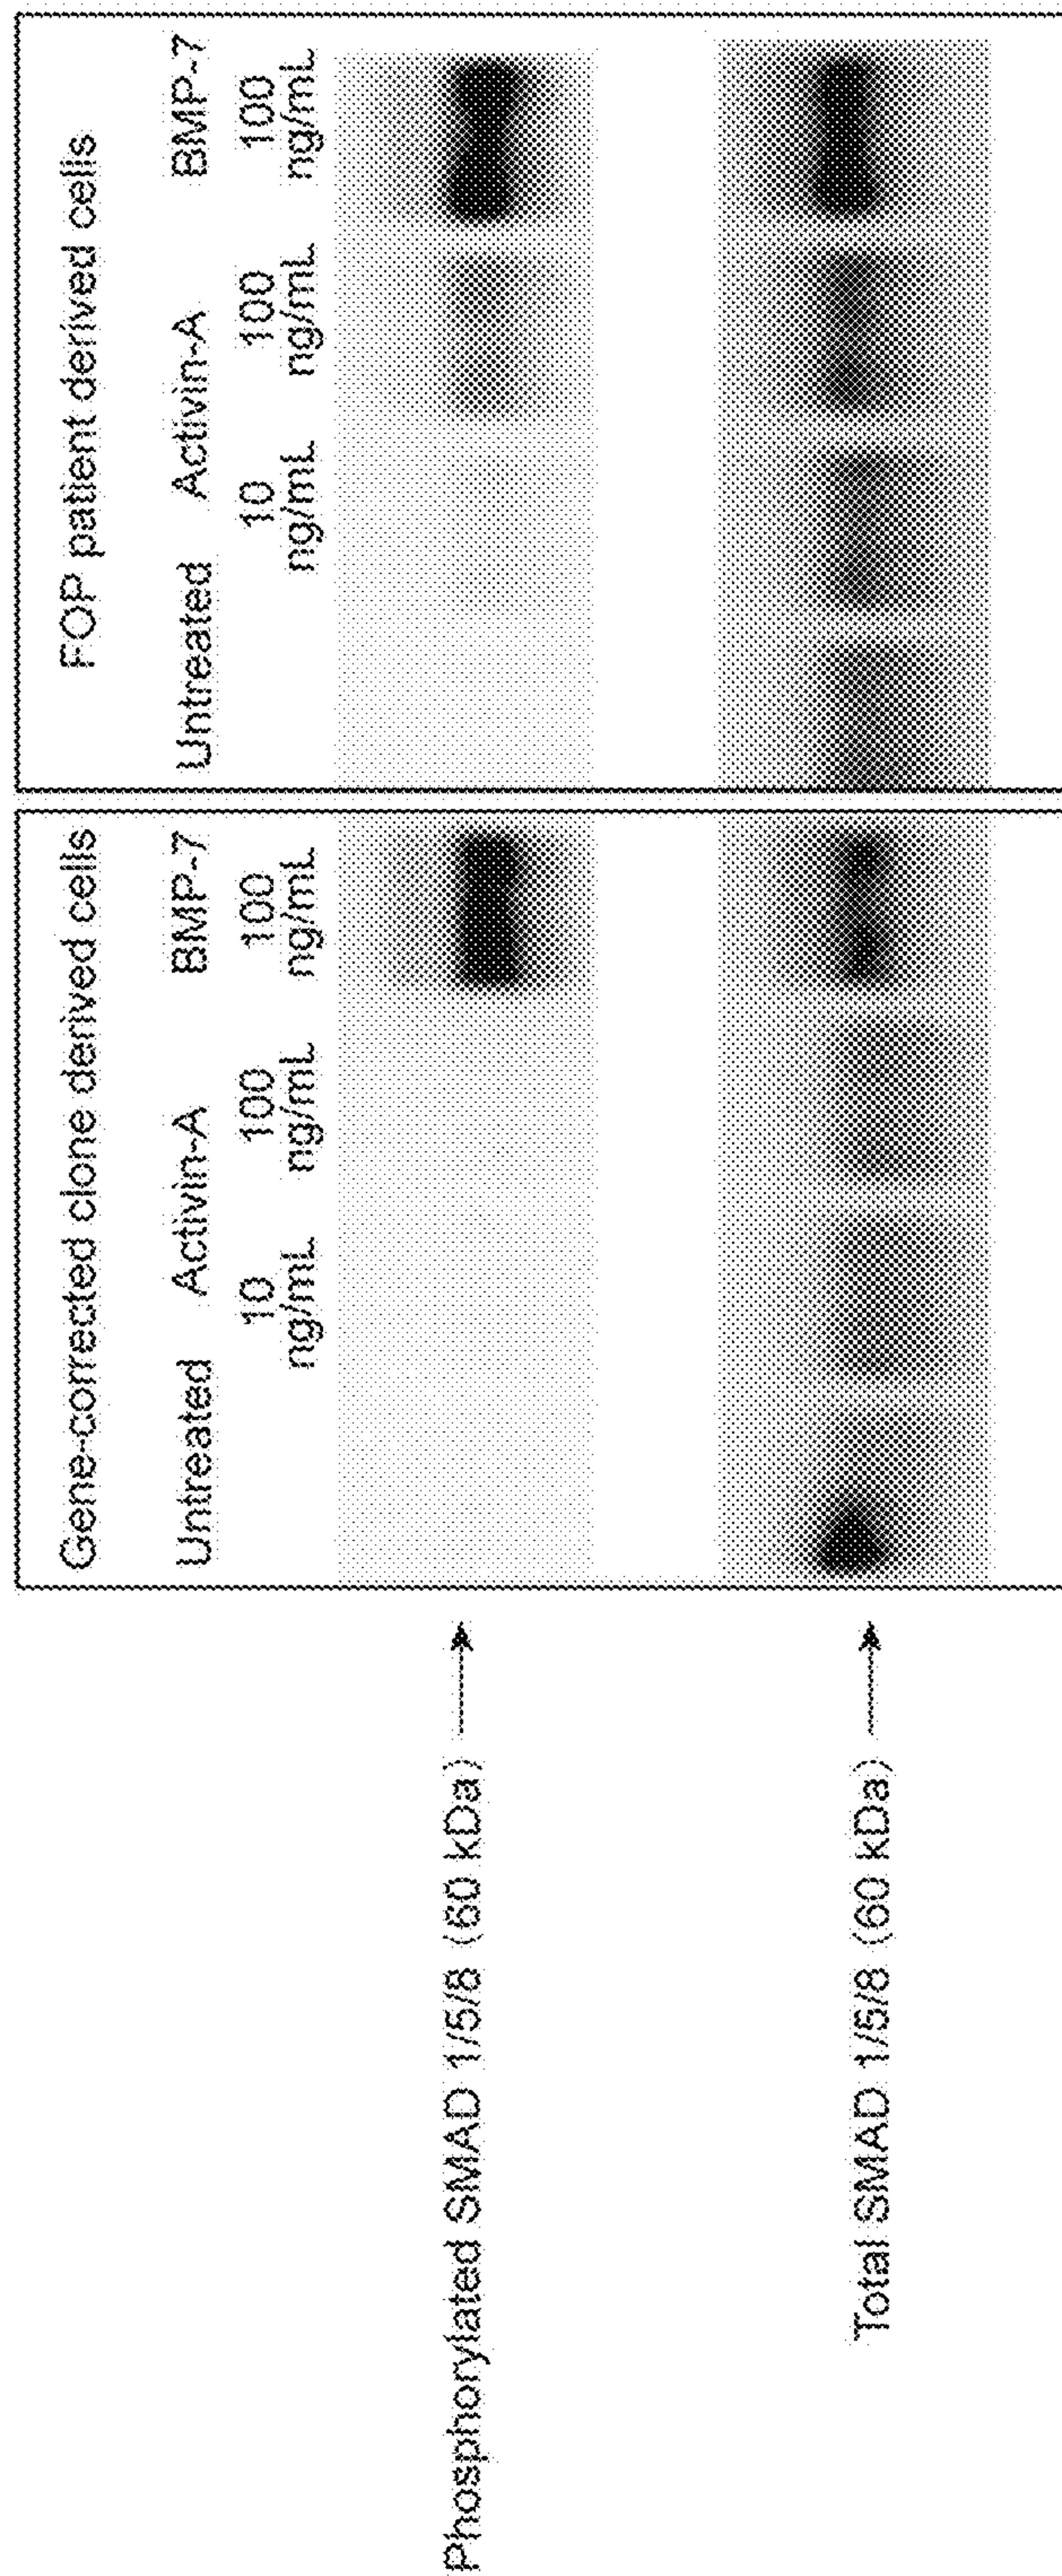 Gene-corrected clone derived cells
Untreated Activin-A BMP-7
10 100 100
ng/mL ng/mL ng/mL
FOP patient derived cells
Untreated Activin-A BMP-7
10 100 100
ng/mL ng/mL ng/mL
Phosphorylated SMAD 1/5/8 (60 kDa)
Total SMAD 1/5/8 (60 kDa)